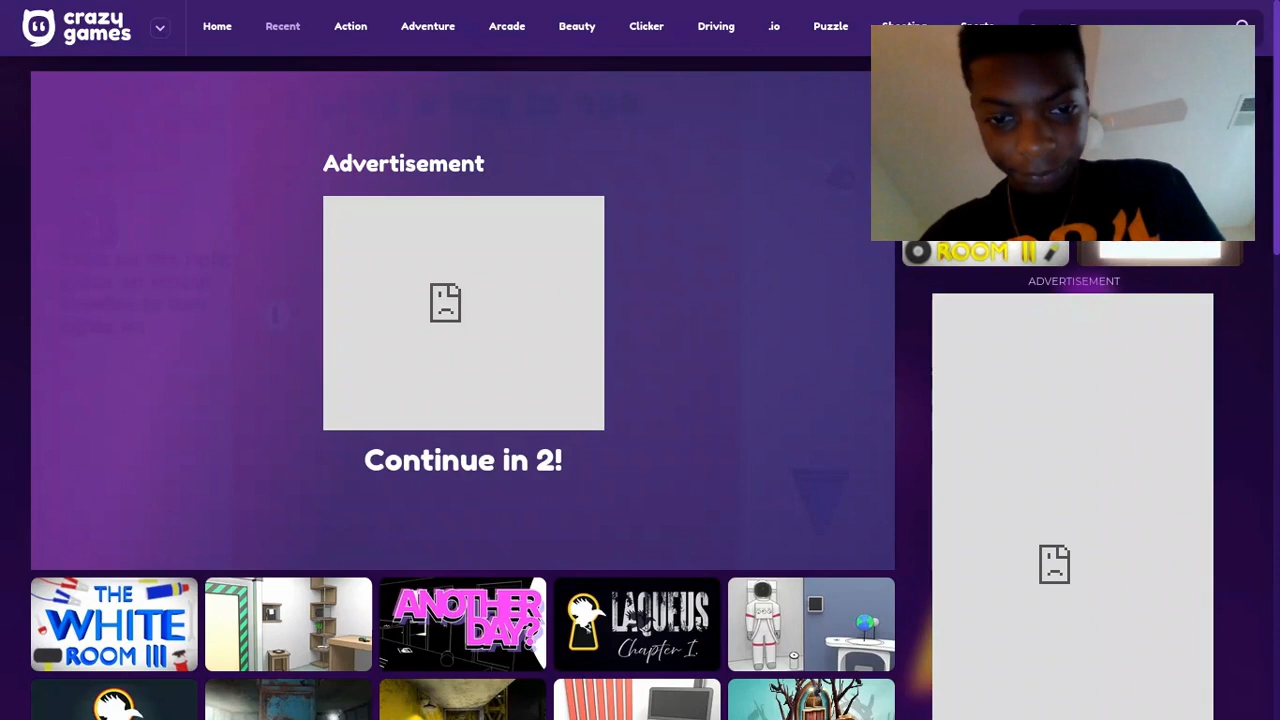 crazy
games
Home
Recent
Action
Adventure
Arcade
Beauty
Clicker
Driving
.io
Puzzle
Advertisement
Continue in 2!
ROOM II
ADVERTISEMENT
THE
WHITE
ROOM III
ANOTHER
DAY?
LAQUEUS
Chapter I.